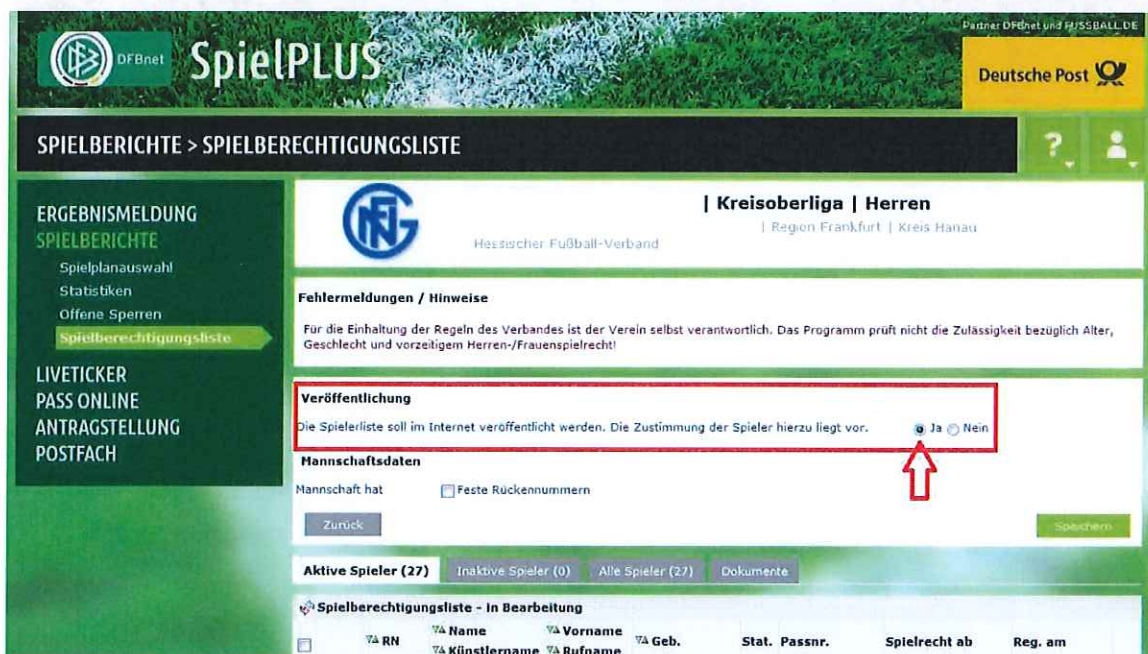 Partner DFBnet und FUSSBALL.DE
DFBnet
SpielPLUS
Deutsche Post
SPIELBERICHTE > SPIELBERECHTIGUNGSLISTE
?
ERGEBNISMELDUNG
SPIELBERICHTE
Spielplanauswahl
Statistiken
Offene Sperren
Spielberechtigungsliste
LIVETICKER
PASS ONLINE
ANTRAGSTELLUNG
POSTFACH
| Kreisoberliga | Herren
| Region Frankfurt | Kreis Hanau
Hessischer Fußball-Verband
Fehlermeldungen / Hinweise
Für die Einhaltung der Regeln des Verbandes ist der Verein selbst verantwortlich. Das Programm prüft nicht die Zulässigkeit bezüglich Alter,
Geschlecht und vorzeitigem Herren-/Frauenspielrecht!
Veröffentlichung
Die Spielerliste soll im Internet veröffentlicht werden. Die Zustimmung der Spieler hierzu liegt vor. Ja Nein
Mannschaftsdaten
Mannschaft hat Feste Rückennummern
Zurück
Speichern
Aktive Spieler (27) Inaktive Spieler (0) Alle Spieler (27) Dokumente
Spielberechtigungsliste - in Bearbeitung
RN Name Vorname Geb. Stat. Passnr. Spielrecht ab Reg. am
Künstlername Rufname